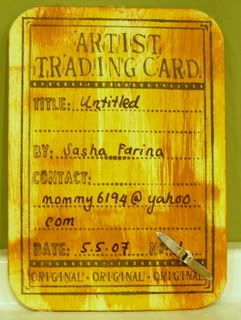 ARTIST
TRADING CARD
TITLE: Untitled
BY: Sasha Farina
CONTACT:
mommy6194@yahoo
com
DATE: 5.5.07 No
ORIGINAL · ORIGINAL · ORIGINAL